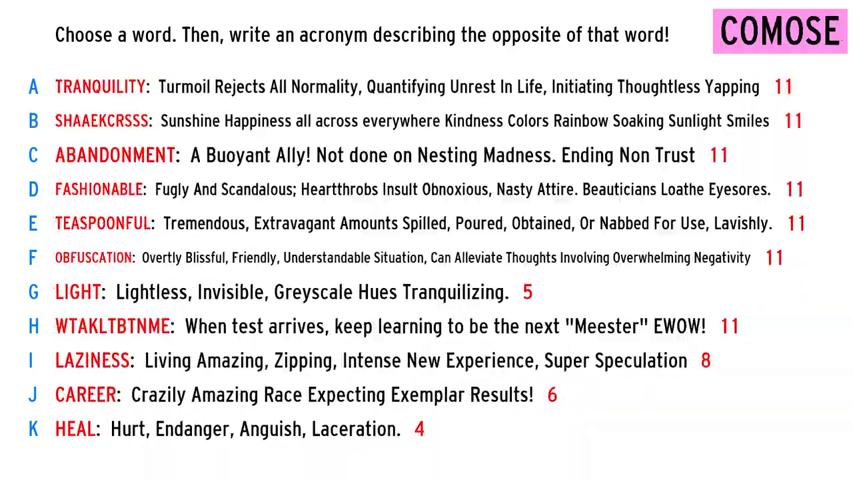 Choose a word. Then, write an acronym describing the opposite of that word!
COMOSE
A TRANQUILITY: Turmoil Rejects All Normality, Quantifying Unrest In Life, Initiating Thoughtless Yapping 11
B SHAAEKCRSSS: Sunshine Happiness all across everywhere Kindness Colors Rainbow Soaking Sunlight Smiles 11
C ABANDONMENT: A Buoyant Ally! Not done on Nesting Madness. Ending Non Trust 11
D FASHIONABLE: Fugly And Scandalous; Heartthrobs Insult Obnoxious, Nasty Attire. Beauticians Loathe Eyesores. 11
E TEASPOONFUL: Tremendous, Extravagant Amounts Spilled, Poured, Obtained, Or Nabbed For Use, Lavishly. 11
F OBFUSCATION: Overtly Blissful, Friendly, Understandable Situation, Can Alleviate Thoughts Involving Overwhelming Negativity 11
G LIGHT: Lightless, Invisible, Greyscale Hues Tranquilizing. 5
H WTAKLTBTNME: When test arrives, keep learning to be the next "Meester" EWOW! 11
I LAZINESS: Living Amazing, Zipping, Intense New Experience, Super Speculation 8
J CAREER: Crazily Amazing Race Expecting Exemplar Results! 6
K HEAL: Hurt, Endanger, Anguish, Laceration. 4